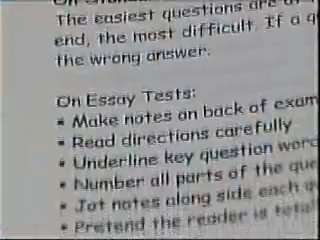 The easiest questions are
end, the most difficult. If a
the wrong answer.
On Essay Tests:
* Make notes on back of exam
* Read directions carefully
* Underline key question word
* Number all parts of the que
* Jot notes along side each
* Pretend the reader is